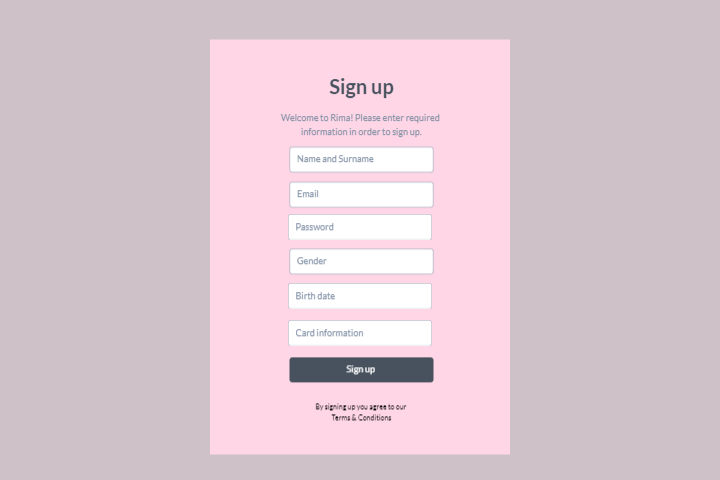 Sign up
Welcome to Rima! Please enter required
information in order to sign up.
Name and Surname
Email
Password
Gender
Birth date
Card information
Sign up
By signing up you agree to our
Terms & Conditions